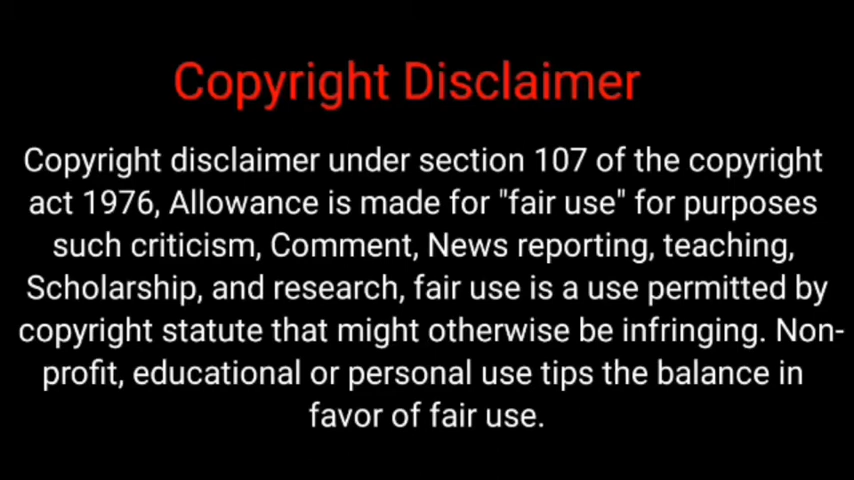 Copyright Disclaimer
Copyright disclaimer under section 107 of the copyright
act 1976, Allowance is made for "fair use" for purposes
such criticism, Comment, News reporting, teaching,
Scholarship, and research, fair use is a use permitted by
copyright statute that might otherwise be infringing. Non-
profit, educational or personal use tips the balance in
favor of fair use.